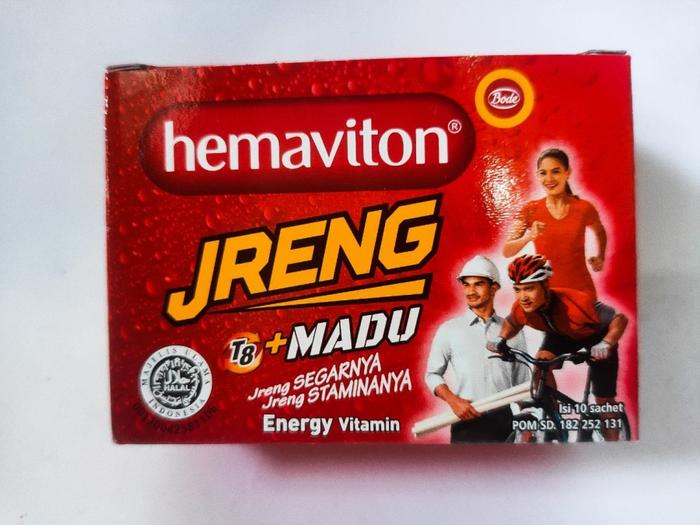 Bode
hemaviton®
JRENG
T8 +MADU
Jreng SEGARNYA
Jreng STAMINANYA
Energy Vitamin
MAJELIS ULAMA
HALAL
INDONESIA
Isi 10 sachet
POM SD. 182 252 131